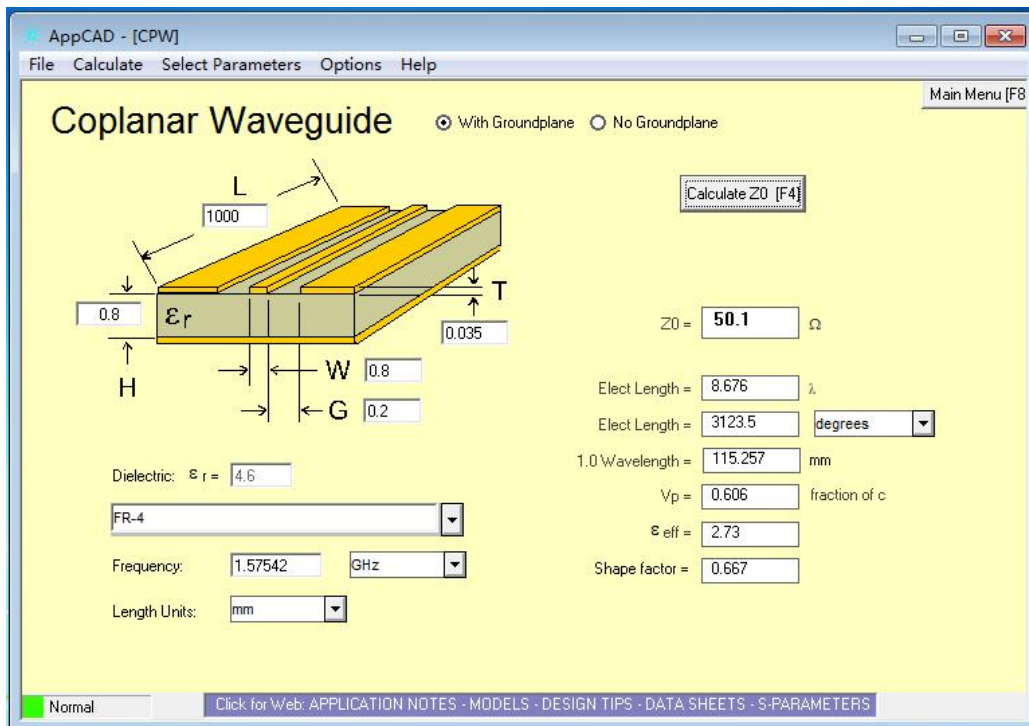 AppCAD - [CPW]
File Calculate Select Parameters Options Help
Main Menu [F8
Coplanar Waveguide
With Groundplane No Groundplane
Calculate Z0 [F4]
L
1000
T
0.035
0.8
εr
H
W 0.8
G 0.2
Z0 = 50.1 Ω
Elect Length = 8.676 λ
Elect Length = 3123.5 degrees
1.0 Wavelength = 115.257 mm
Vp = 0.606 fraction of c
ε eff = 2.73
Shape factor = 0.667
Dielectric: ε r = 4.6
FR-4
Frequency: 1.57542 GHz
Length Units: mm
Normal
Click for Web: APPLICATION NOTES - MODELS - DESIGN TIPS - DATA SHEETS - S-PARAMETERS